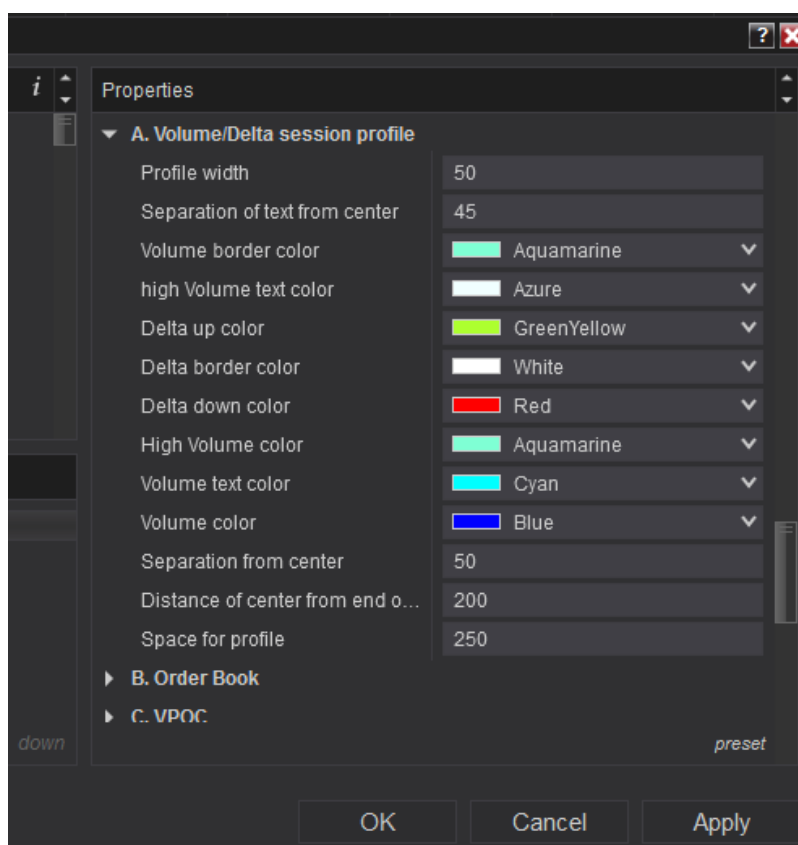 ?
i
Properties
A. Volume/Delta session profile
Profile width 50
Separation of text from center 45
Volume border color Aquamarine
high Volume text color Azure
Delta up color GreenYellow
Delta border color White
Delta down color Red
High Volume color Aquamarine
Volume text color Cyan
Volume color Blue
Separation from center 50
Distance of center from end o... 200
Space for profile 250
B. Order Book
C. VPOC
down
preset
OK Cancel Apply